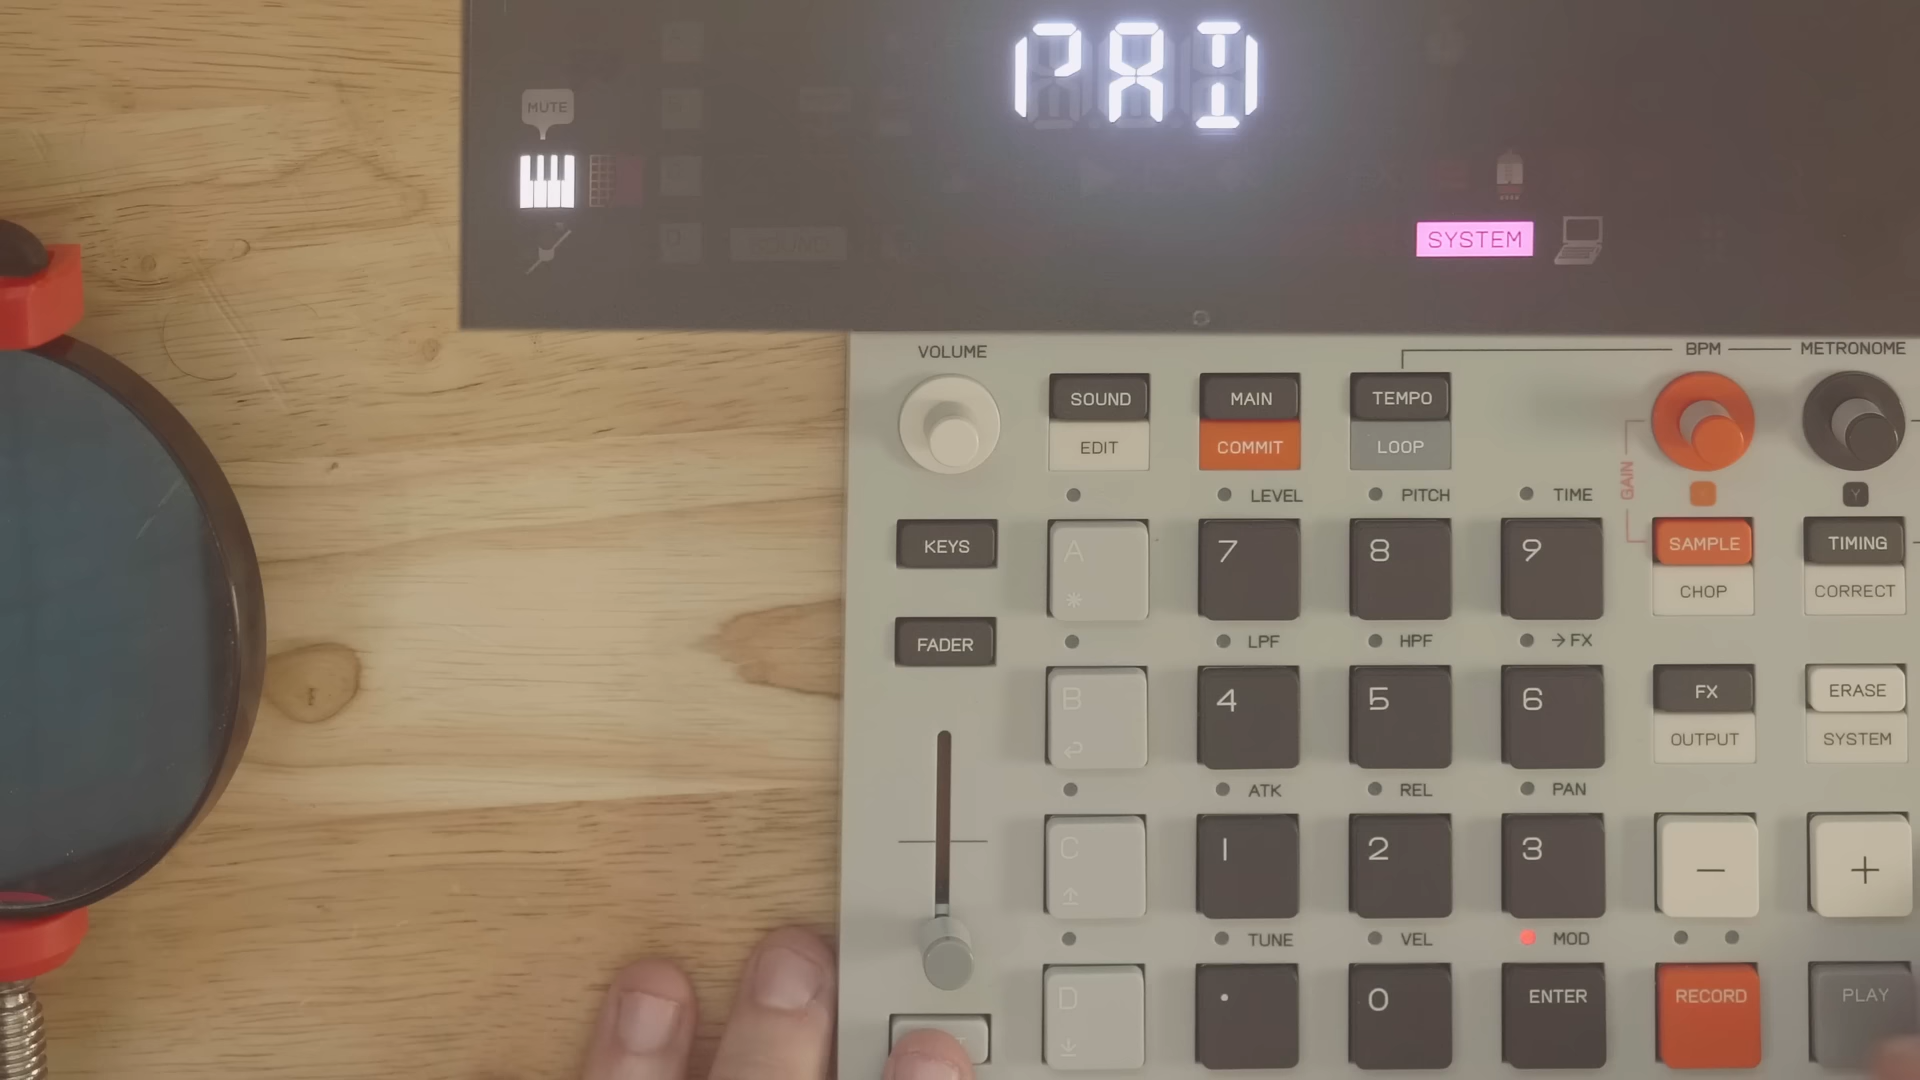 PAD
MUTE
SYSTEM
VOLUME
BPM
METRONOME
SOUND
MAIN
TEMPO
EDIT
COMMIT
LOOP
GAIN
LEVEL
PITCH
TIME
Y
KEYS
A
7
8
9
SAMPLE
TIMING
CHOP
CORRECT
FADER
LPF
HPF
→ FX
B
4
5
6
FX
ERASE
OUTPUT
SYSTEM
ATK
REL
PAN
C
1
2
3
−
+
TUNE
VEL
MOD
D
.
0
ENTER
RECORD
PLAY